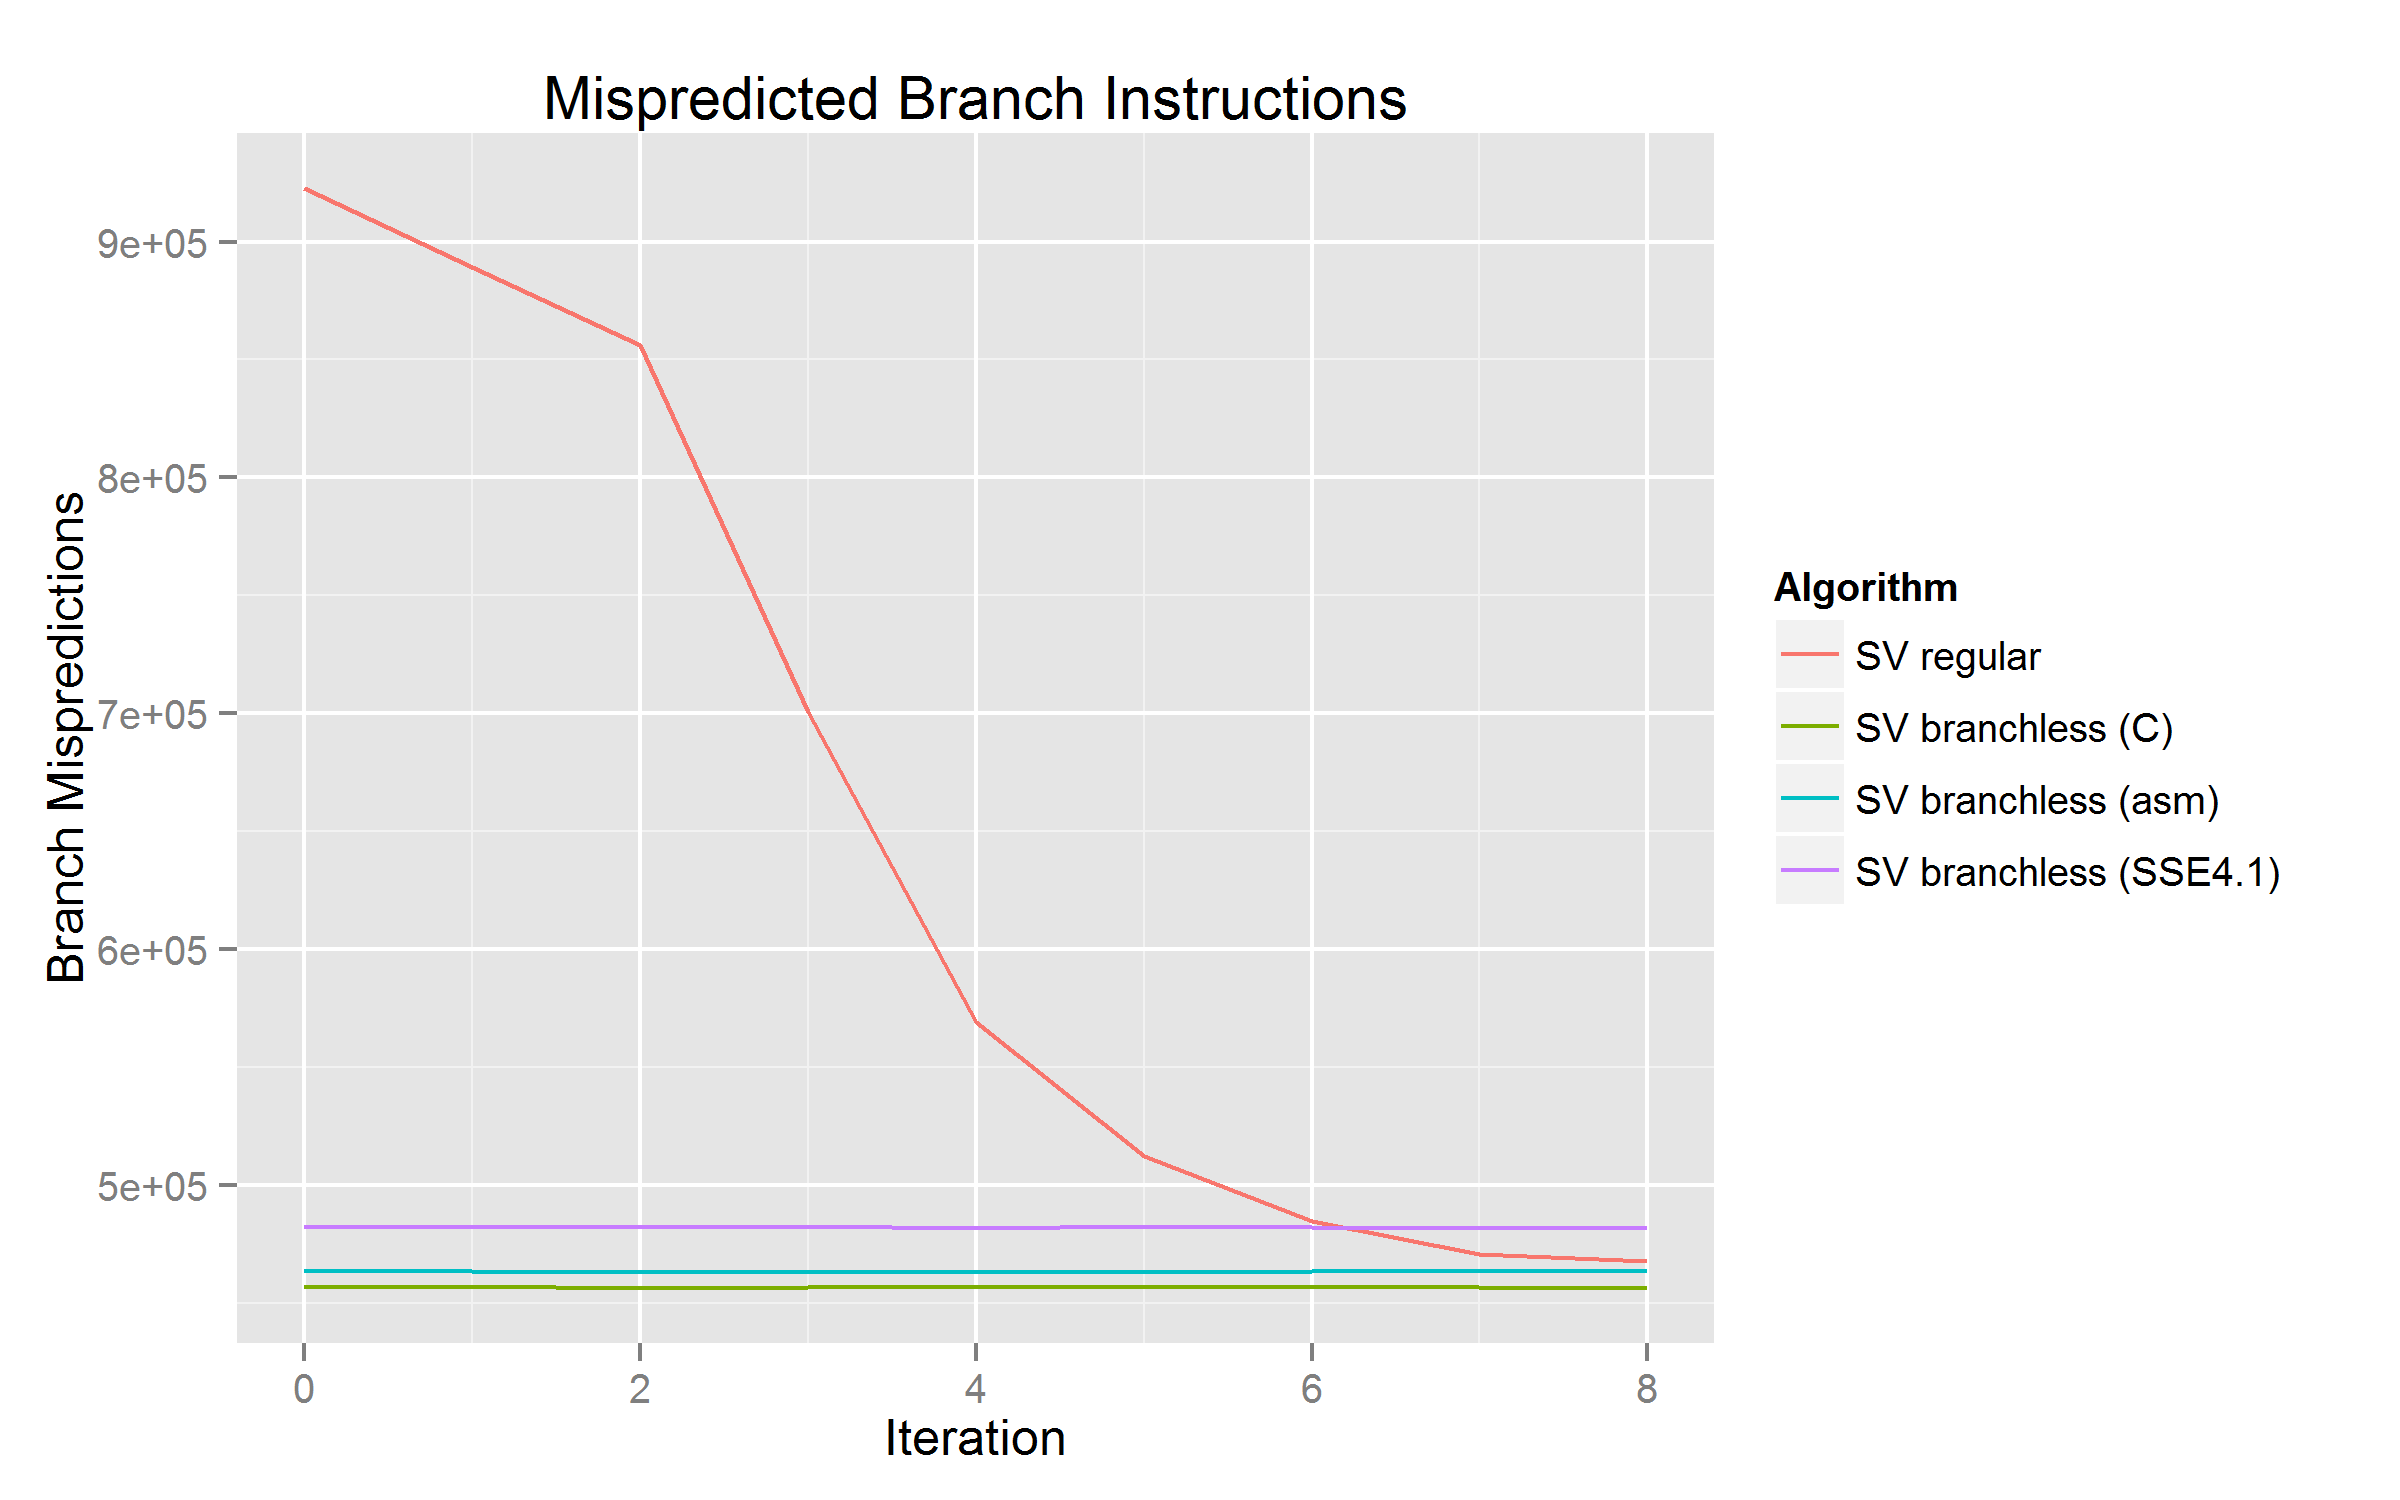 Mispredicted Branch Instructions
Branch Mispredictions
9e+05
8e+05
7e+05
6e+05
5e+05
0 2 4 6 8
Iteration
Algorithm
SV regular
SV branchless (C)
SV branchless (asm)
SV branchless (SSE4.1)